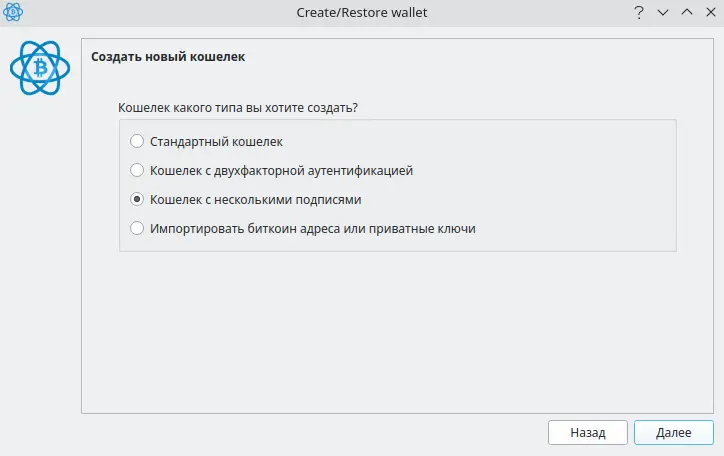 Create/Restore wallet
Создать новый кошелек
Кошелек какого типа вы хотите создать?
Стандартный кошелек
Кошелек с двухфакторной аутентификацией
Кошелек с несколькими подписями
Импортировать биткоин адреса или приватные ключи
Назад
Далее